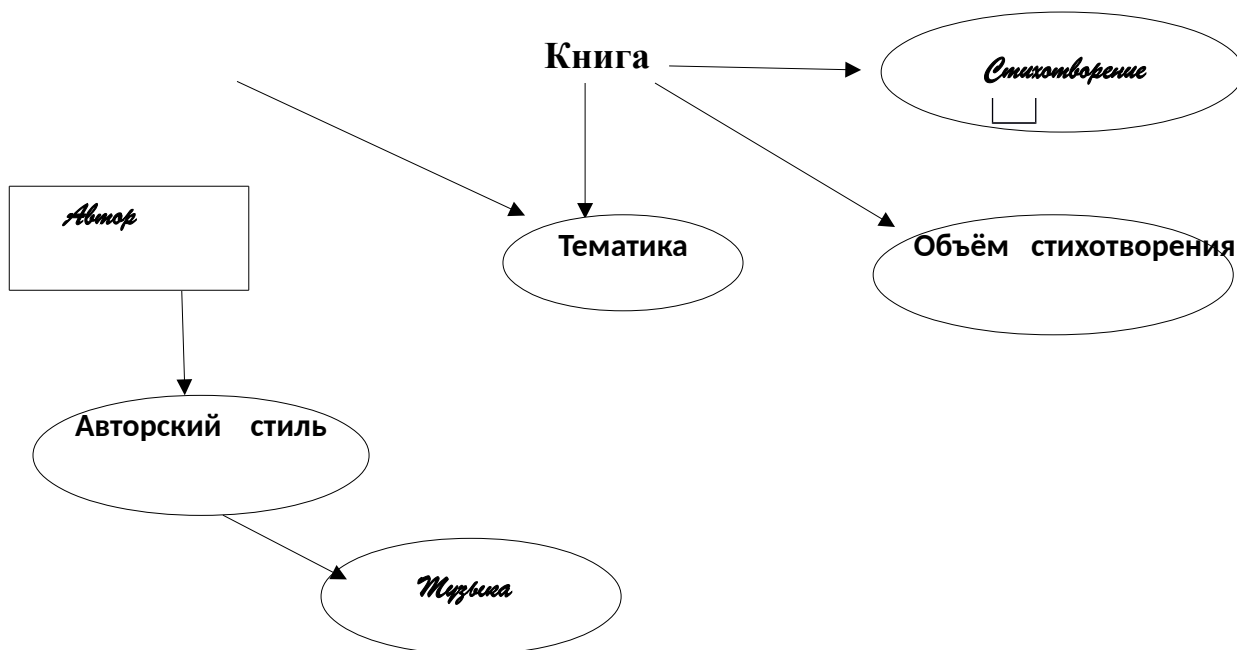 Книга
Стихотворение
Автор
Тематика
Объём стихотворения
Авторский стиль
Музыка